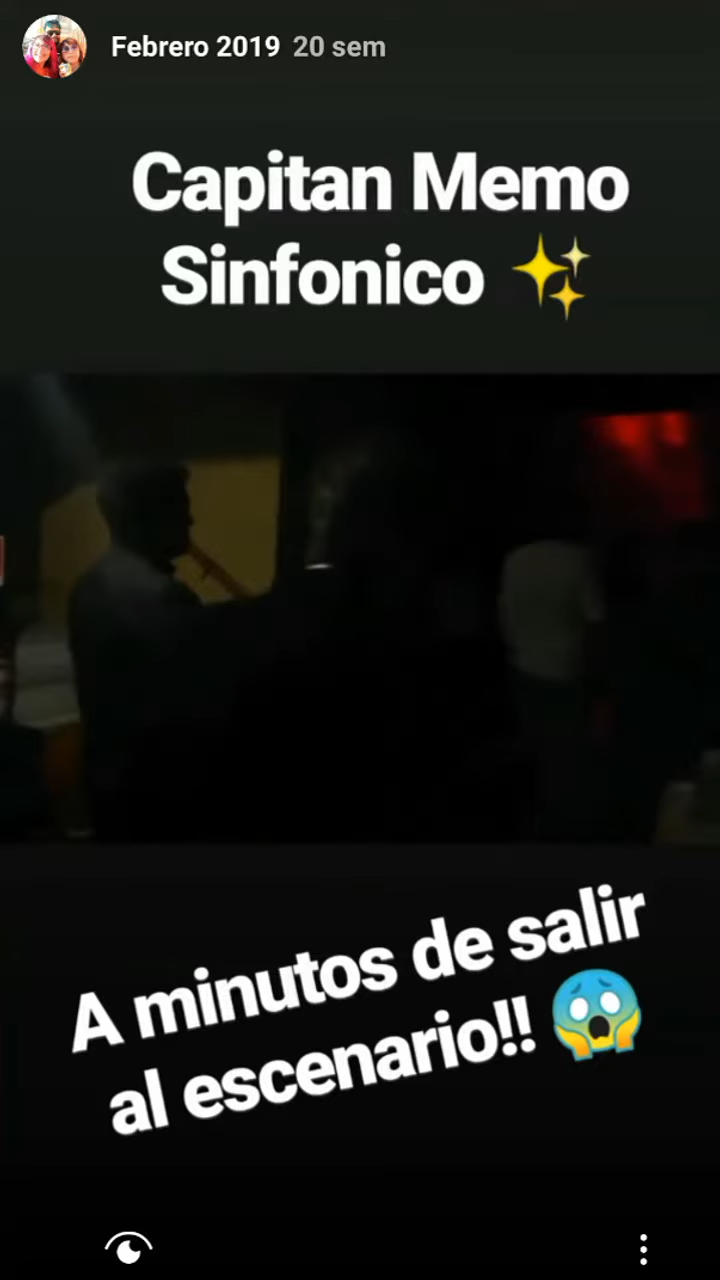 Febrero 2019 20 sem
Capitan Memo
Sinfonico ✨
A minutos de salir
al escenario!! 😱